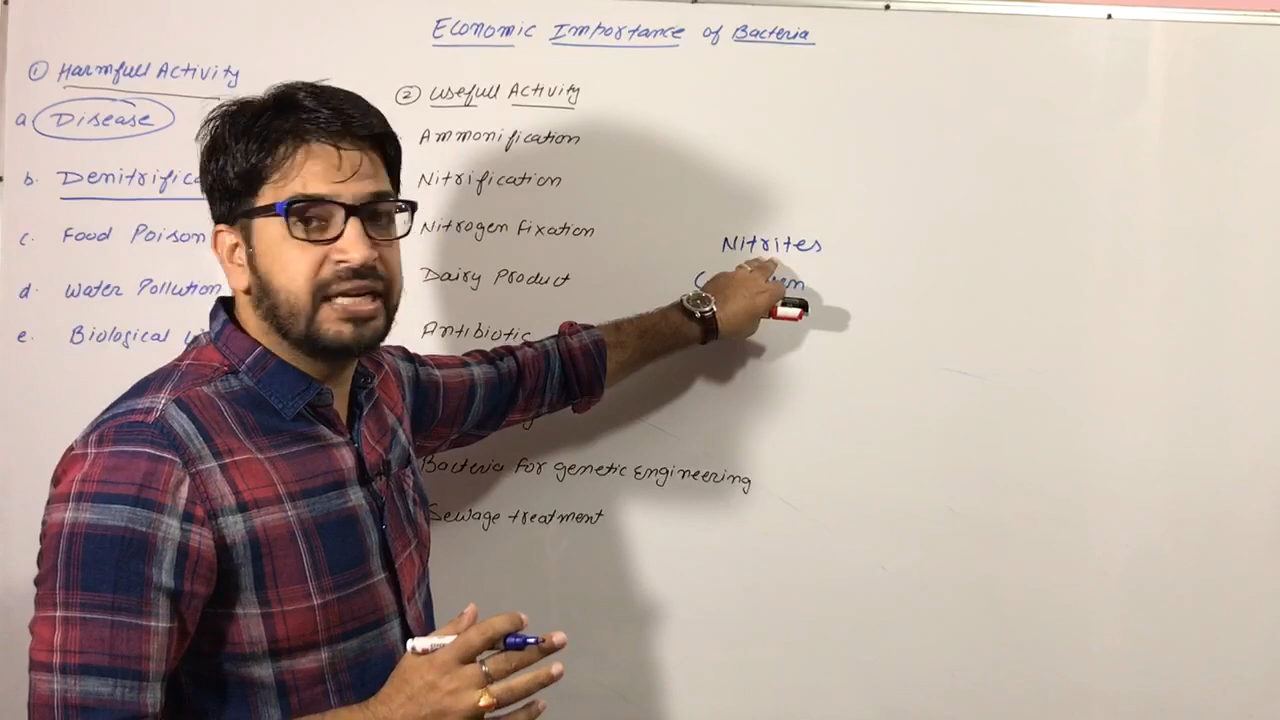 Economic Importance of Bacteria
① Harmfull Activity
a Disease
b. Denitrific
c. Food Poison
d. Water Pollution
e. Biological
② Usefull Activity
Ammonification
Nitrification
Nitrogen Fixation
Dairy Product
Antibiotic
Bacteria For genetic Engineering
Sewage treatment
Nitrites